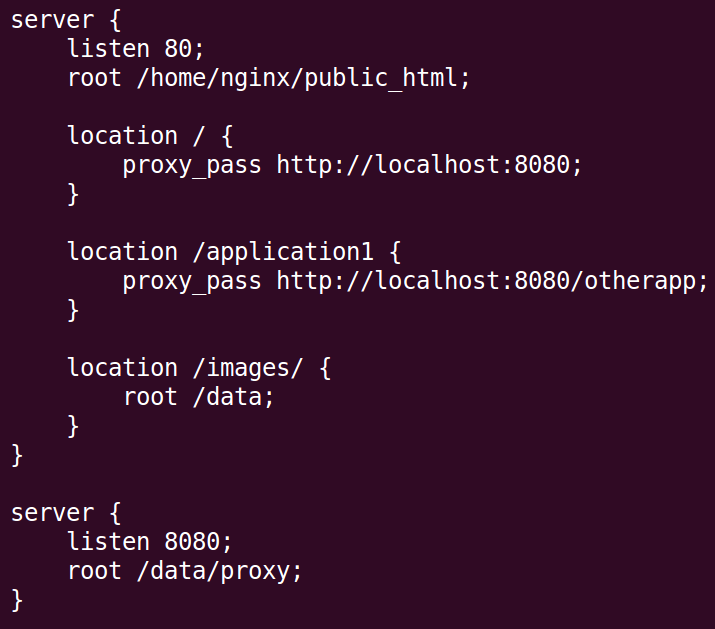 server {
    listen 80;
    root /home/nginx/public_html;

    location / {
        proxy_pass http://localhost:8080;
    }

    location /application1 {
        proxy_pass http://localhost:8080/otherapp;
    }

    location /images/ {
        root /data;
    }
}

server {
    listen 8080;
    root /data/proxy;
}